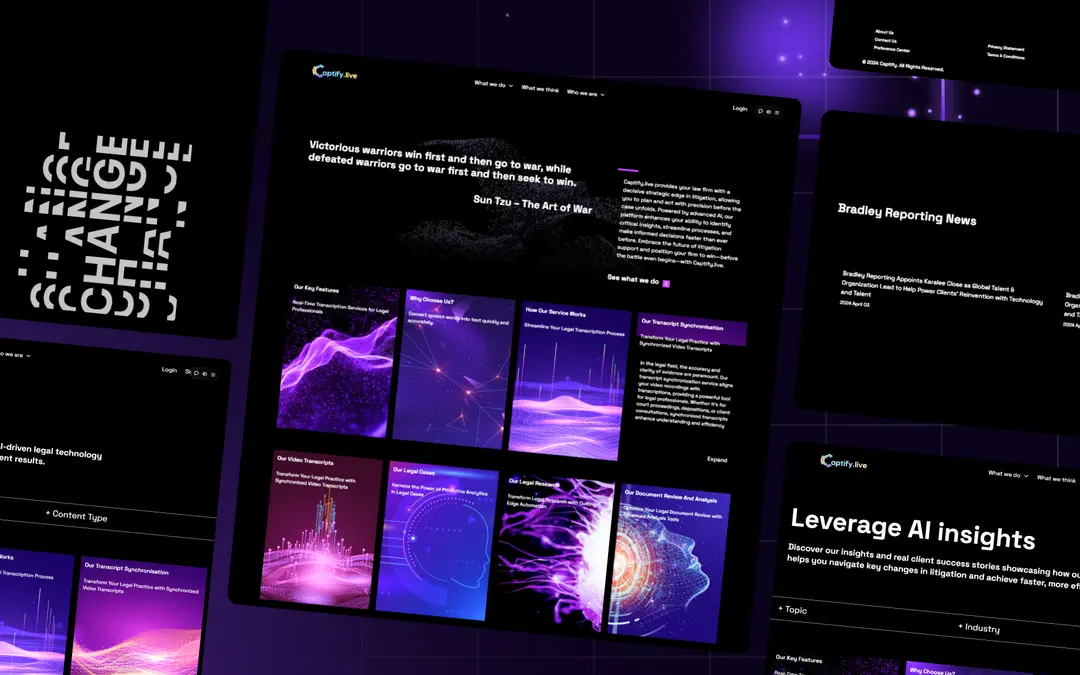 CHANGE
About Us
Contact Us
Preference Center
Privacy Statement
Terms & Conditions
© 2024 Captify. All Rights Reserved.
Captify.live
What we do
What we think
Who we are
Login
Victorious warriors win first and then go to war, while
defeated warriors go to war first and then seek to win.
Sun Tzu – The Art of War
Captify.live provides your law firm with a
decisive strategic edge in litigation, allowing
you to plan and act with precision before the
case unfolds. Powered by advanced AI, our
platform enhances your ability to identify
critical insights, streamline processes, and
make informed decisions faster than ever
before. Embrace the future of litigation
support and position your firm to win—before
the battle even begins—with Captify.live.
See what we do
Our Key Features
Real-Time Transcription Services for Legal
Professionals
Why Choose Us?
Convert spoken words into text quickly and
accurately.
How Our Service Works
Streamline Your Legal Transcription Process
Our Transcript Synchronisation
Transform Your Legal Practice with
Synchronized Video Transcripts
In the legal field, the accuracy and
clarity of evidence are paramount. Our
transcript synchronization service aligns
your video recordings with
transcriptions, providing a powerful tool
for legal professionals. Whether it's for
court proceedings, depositions, or client
consultations, synchronized transcripts
enhance understanding and efficiency
Expand
Our Video Transcripts
Transform Your Legal Practice with
Synchronized Video Transcripts
Our Legal Cases
Harness the Power of Predictive Analytics
in Legal Cases
Our Legal Research
Transform Legal Research with Cutting-
Edge Automation
Our Document Review And Analysis
Optimize Your Legal Document Review with
Advanced Analysis Tools
Bradley Reporting News
Bradley Reporting Appoints Karalee Close as Global Talent &
Organization Lead to Help Power Clients' Reinvention with Technology
and Talent
2024 April 03
Brad
Orga
and T
2024 A
o we are
Login
I-driven legal technology
ent results.
+ Content Type
Works
Transcription Process
Our Transcript Synchronisation
Transform Your Legal Practice with Synchronized
Video Transcripts
Captify.live
What we do
What we think
Leverage AI insights
Discover our insights and real client success stories showcasing how ou
helps you navigate key changes in litigation and achieve faster, more ef
+ Topic
+ Industry
Our Key Features
Why Choose Us?